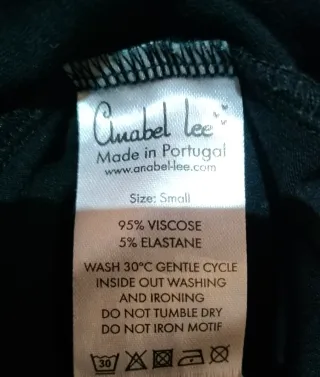 Anabel Lee
Made in Portugal
www.anabel-lee.com
Size: Small
95% VISCOSE
5% ELASTANE
WASH 30°C GENTLE CYCLE
INSIDE OUT WASHING
AND IRONING
DO NOT TUMBLE DRY
DO NOT IRON MOTIF
30